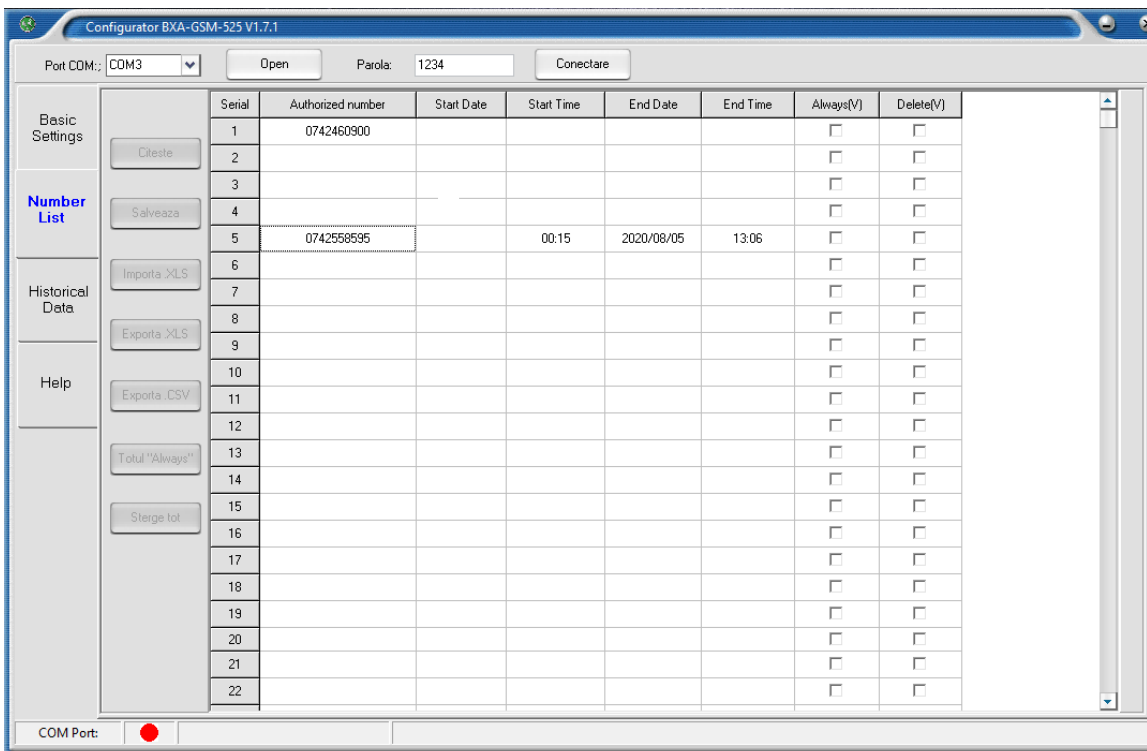 Configurator BXA-GSM-525 V1.7.1
Port COM:; COM3 Open Parola: 1234 Conectare
Basic
Settings
Number
List
Historical
Data
Help
Citeste
Salveaza
Importa .XLS
Exporta .XLS
Exporta .CSV
Totul "Always"
Sterge tot
Serial Authorized number Start Date Start Time End Date End Time Always(V) Delete(V)
1 0742460900
2
3
4
5 0742558595 00:15 2020/08/05 13:06
6
7
8
9
10
11
12
13
14
15
16
17
18
19
20
21
22
COM Port: